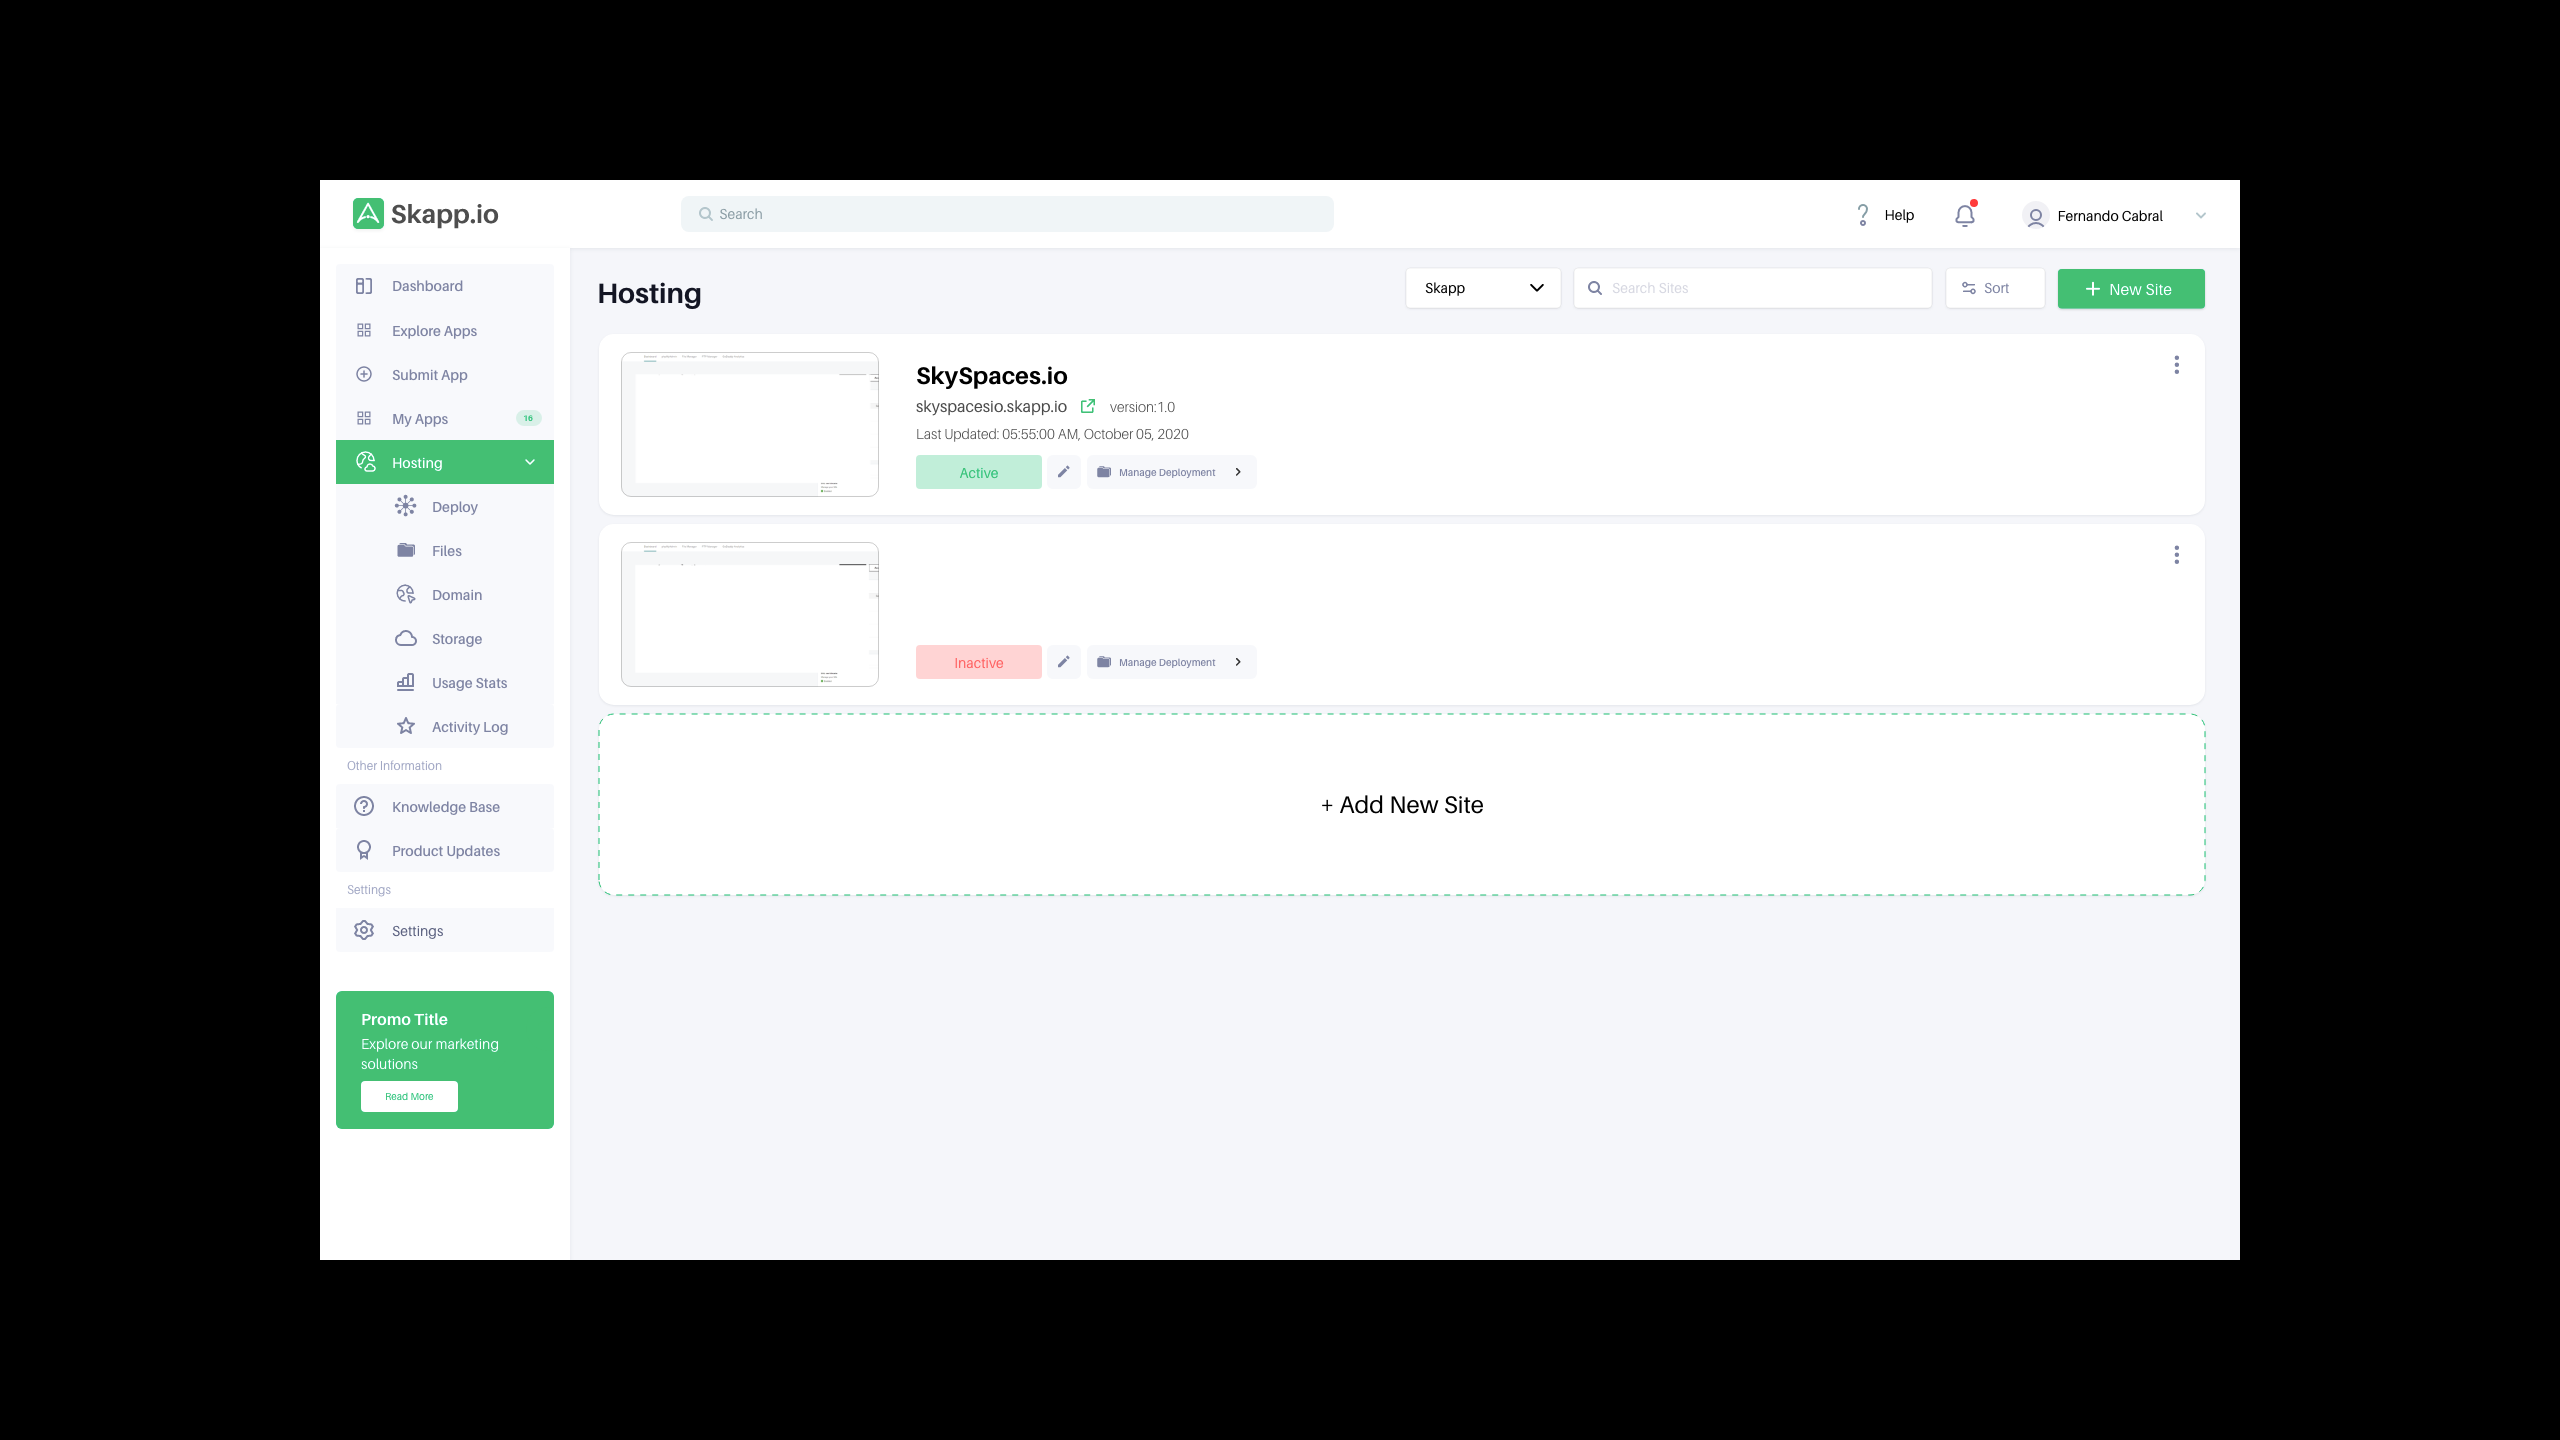 Skapp.io
Search
Help
Fernando Cabral
Dashboard
Explore Apps
Submit App
My Apps 16
Hosting
Deploy
Files
Domain
Storage
Usage Stats
Activity Log
Other Information
Knowledge Base
Product Updates
Settings
Settings
Promo Title
Explore our marketing
solutions
Read More
Hosting
Skapp
Search Sites
Sort
New Site
SkySpaces.io
skyspacesio.skapp.io version:1.0
Last Updated: 05:55:00 AM, October 05, 2020
Active
Manage Deployment
Inactive
Manage Deployment
+ Add New Site